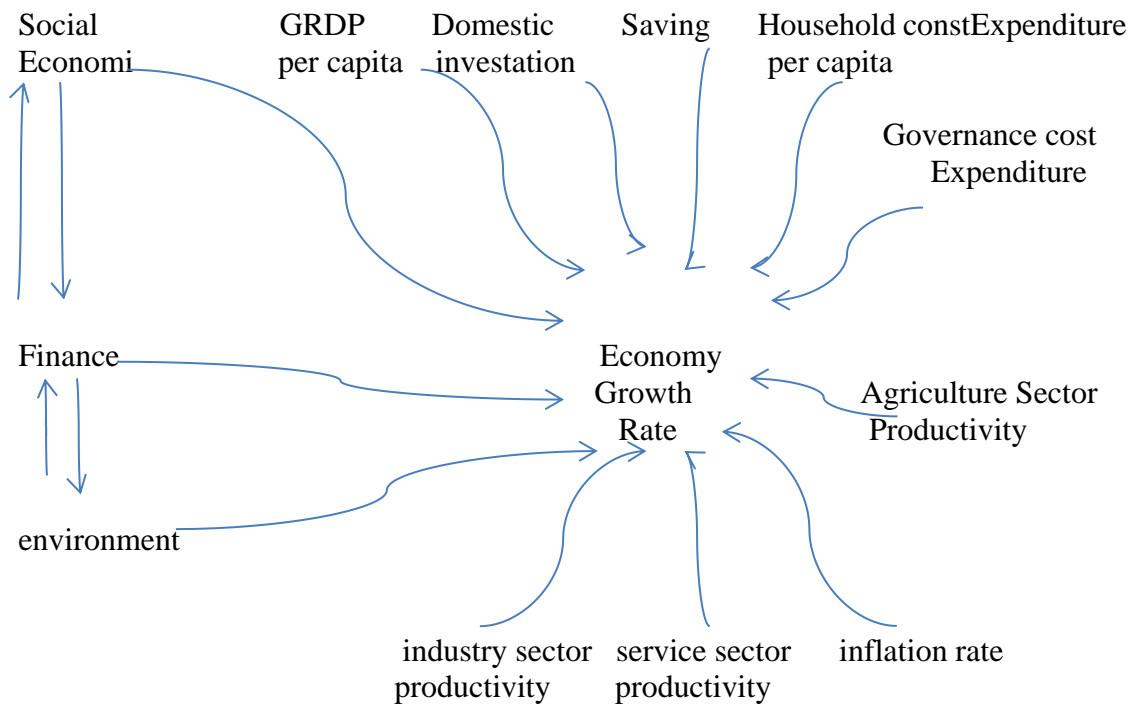 Social
Economi
GRDP
per capita
Domestic
investation
Saving
Household constExpenditure
per capita
Governance cost
Expenditure
Finance
Economy
Growth
Rate
Agriculture Sector
Productivity
environment
industry sector
productivity
service sector
productivity
inflation rate